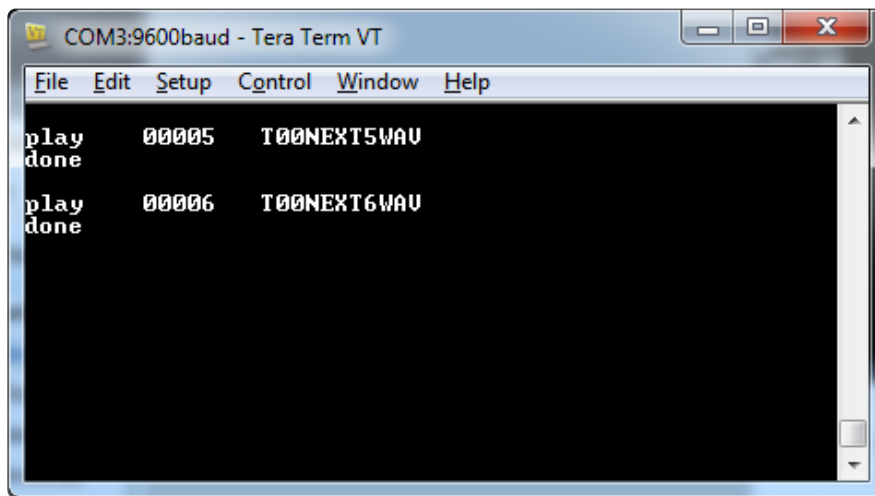 COM3:9600baud - Tera Term VT
File Edit Setup Control Window Help
play 00005 T00NEXT5WAV
done
play 00006 T00NEXT6WAV
done